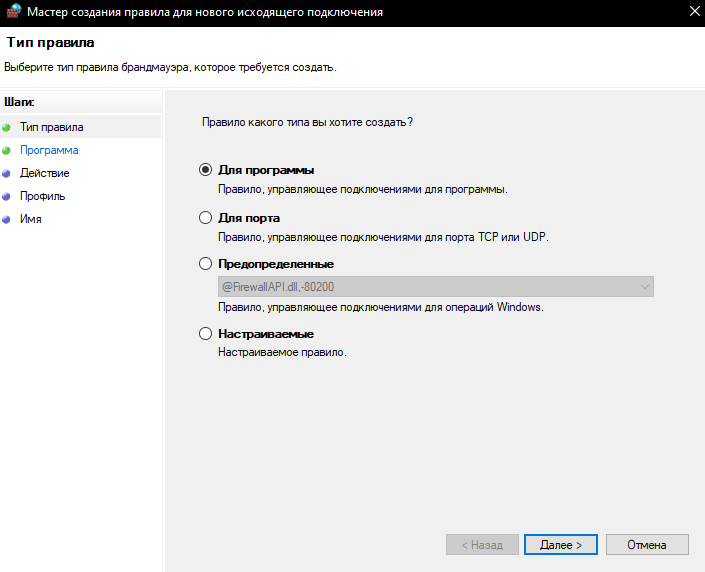 Мастер создания правила для нового исходящего подключения
Тип правила
Выберите тип правила брандмауэра, которое требуется создать.
Шаги:
Тип правила
Программа
Действие
Профиль
Имя
Правило какого типа вы хотите создать?
Для программы
Правило, управляющее подключениями для программы.
Для порта
Правило, управляющее подключениями для порта TCP или UDP.
Предопределенные
@FirewallAPI.dll,-80200
Правило, управляющее подключениями для операций Windows.
Настраиваемые
Настраиваемое правило.
< Назад
Далее >
Отмена